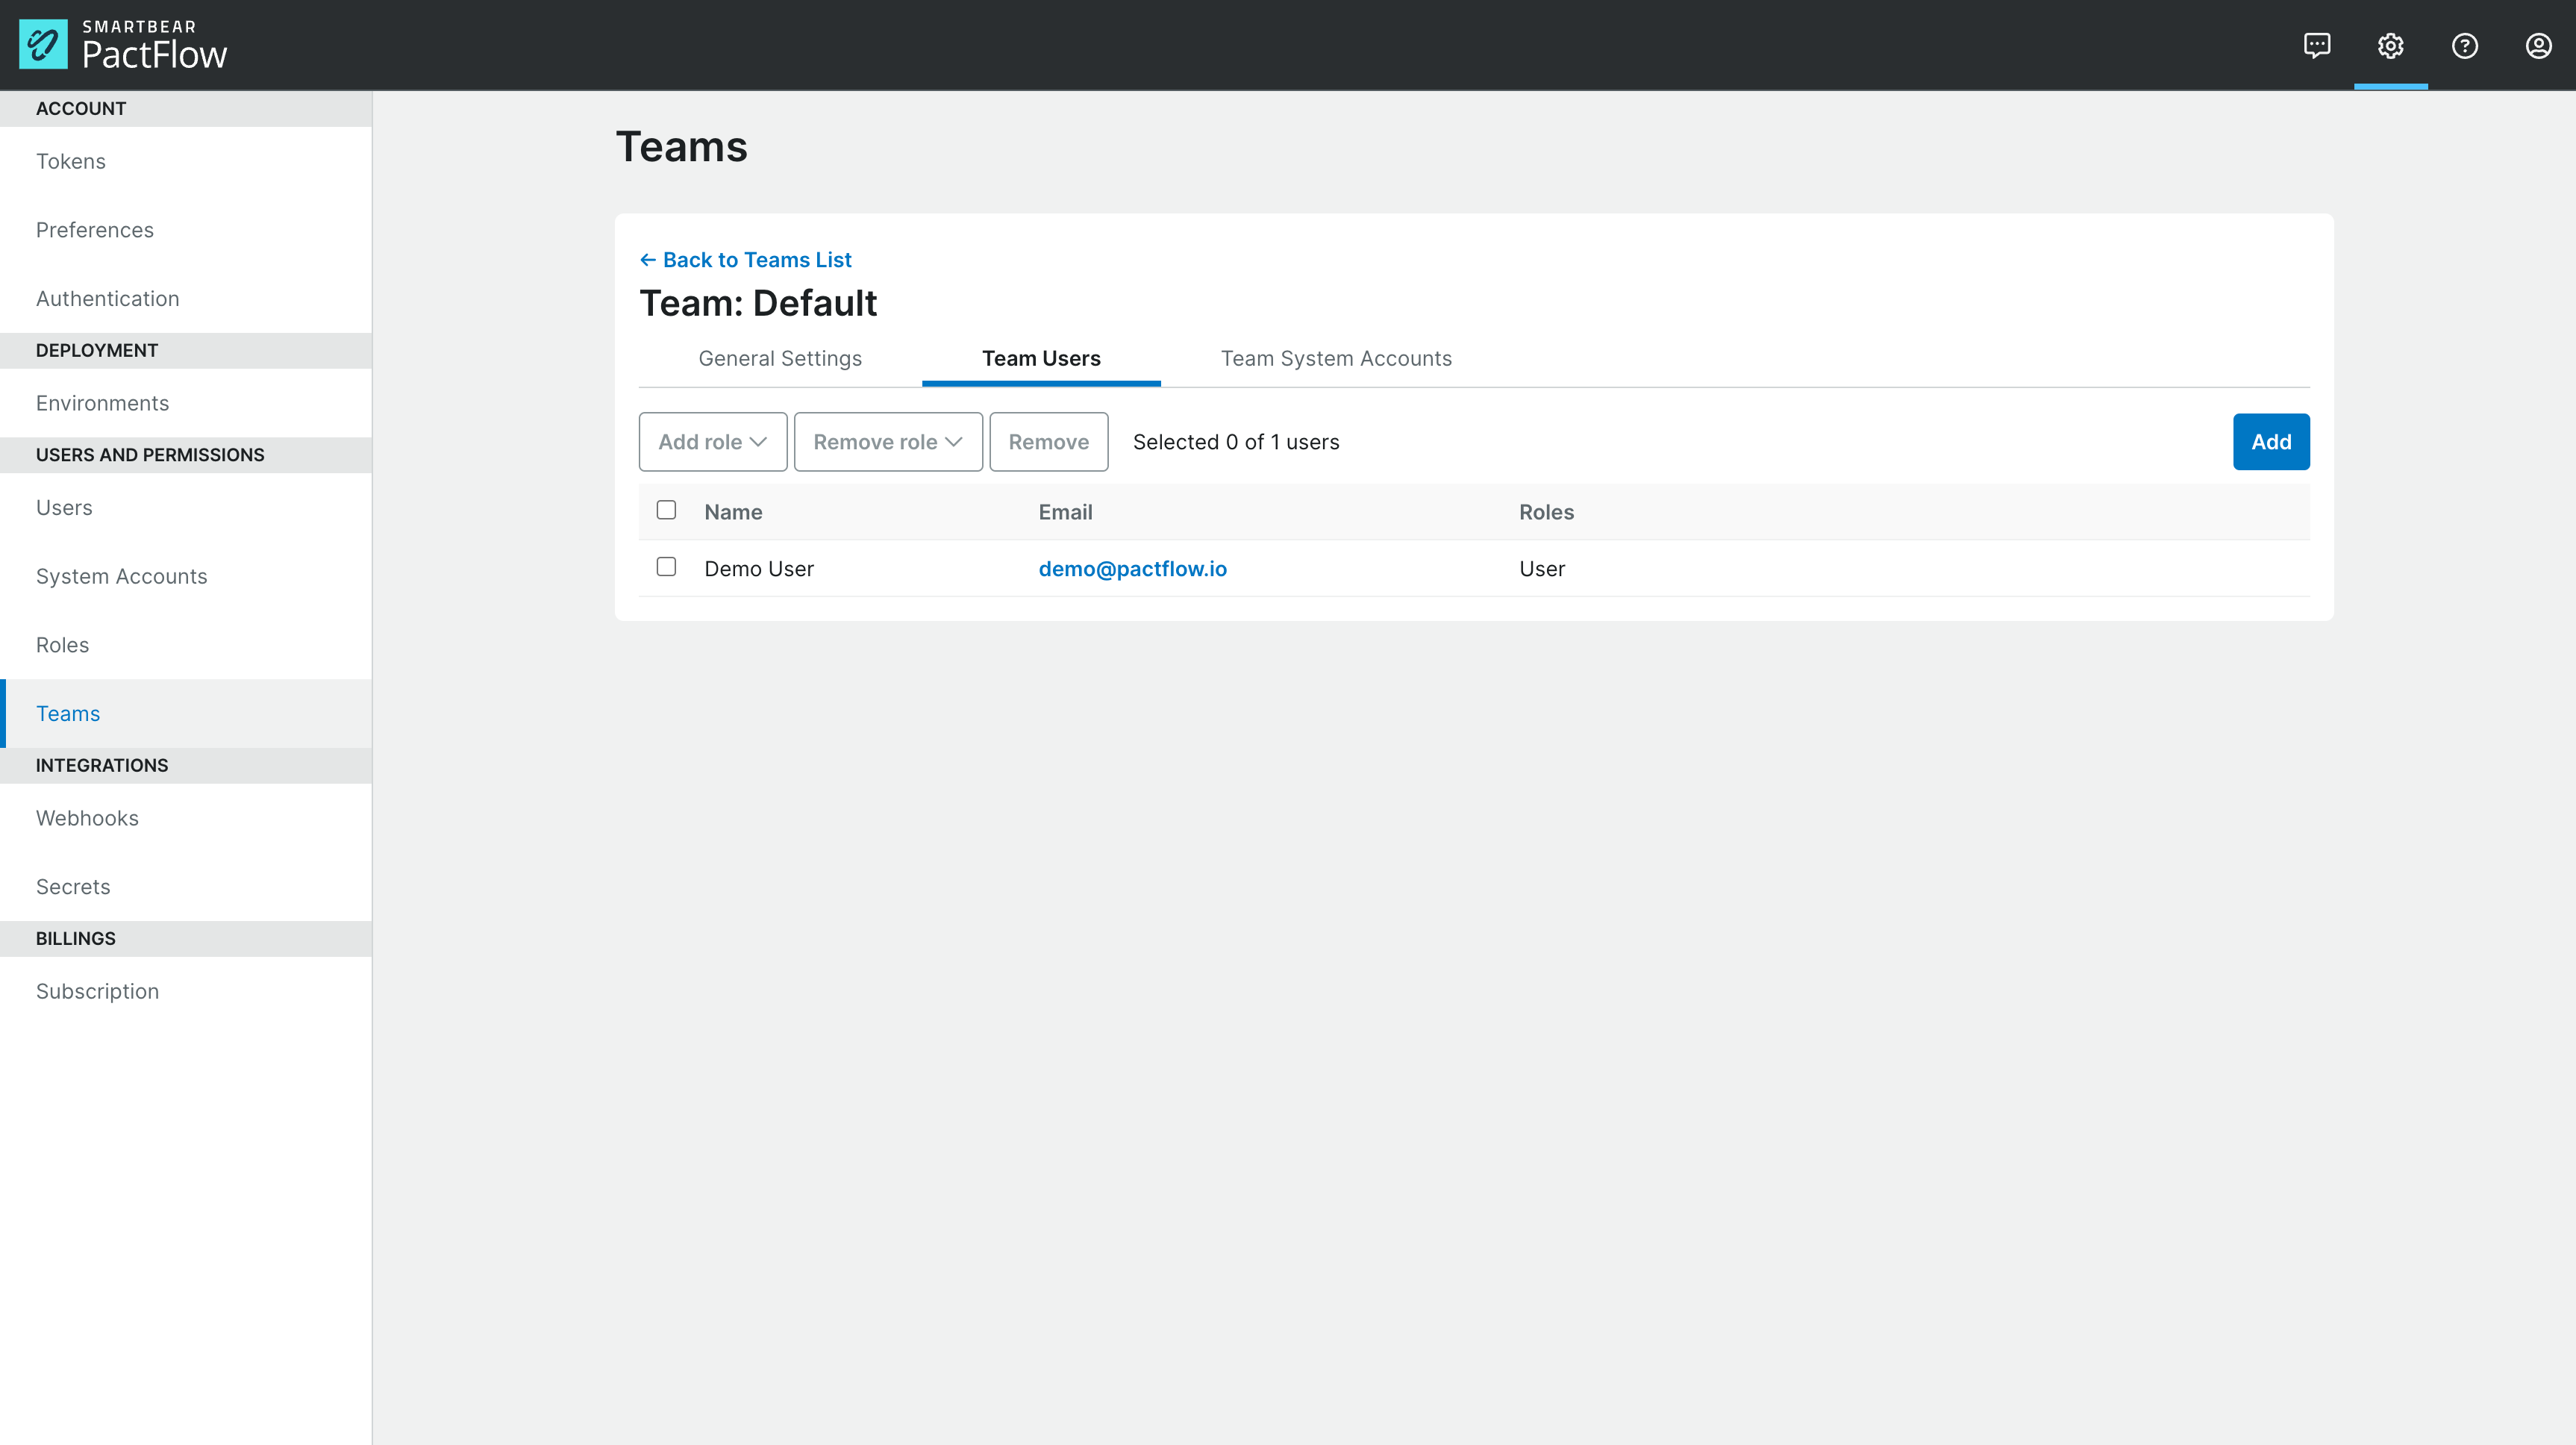 SMARTBEAR
PactFlow
ACCOUNT
Tokens
Preferences
Authentication
DEPLOYMENT
Environments
USERS AND PERMISSIONS
Users
System Accounts
Roles
Teams
INTEGRATIONS
Webhooks
Secrets
BILLINGS
Subscription
Teams
← Back to Teams List
Team: Default
General Settings Team Users Team System Accounts
Add role Remove role Remove Selected 0 of 1 users Add
Name Email Roles
Demo User demo@pactflow.io User